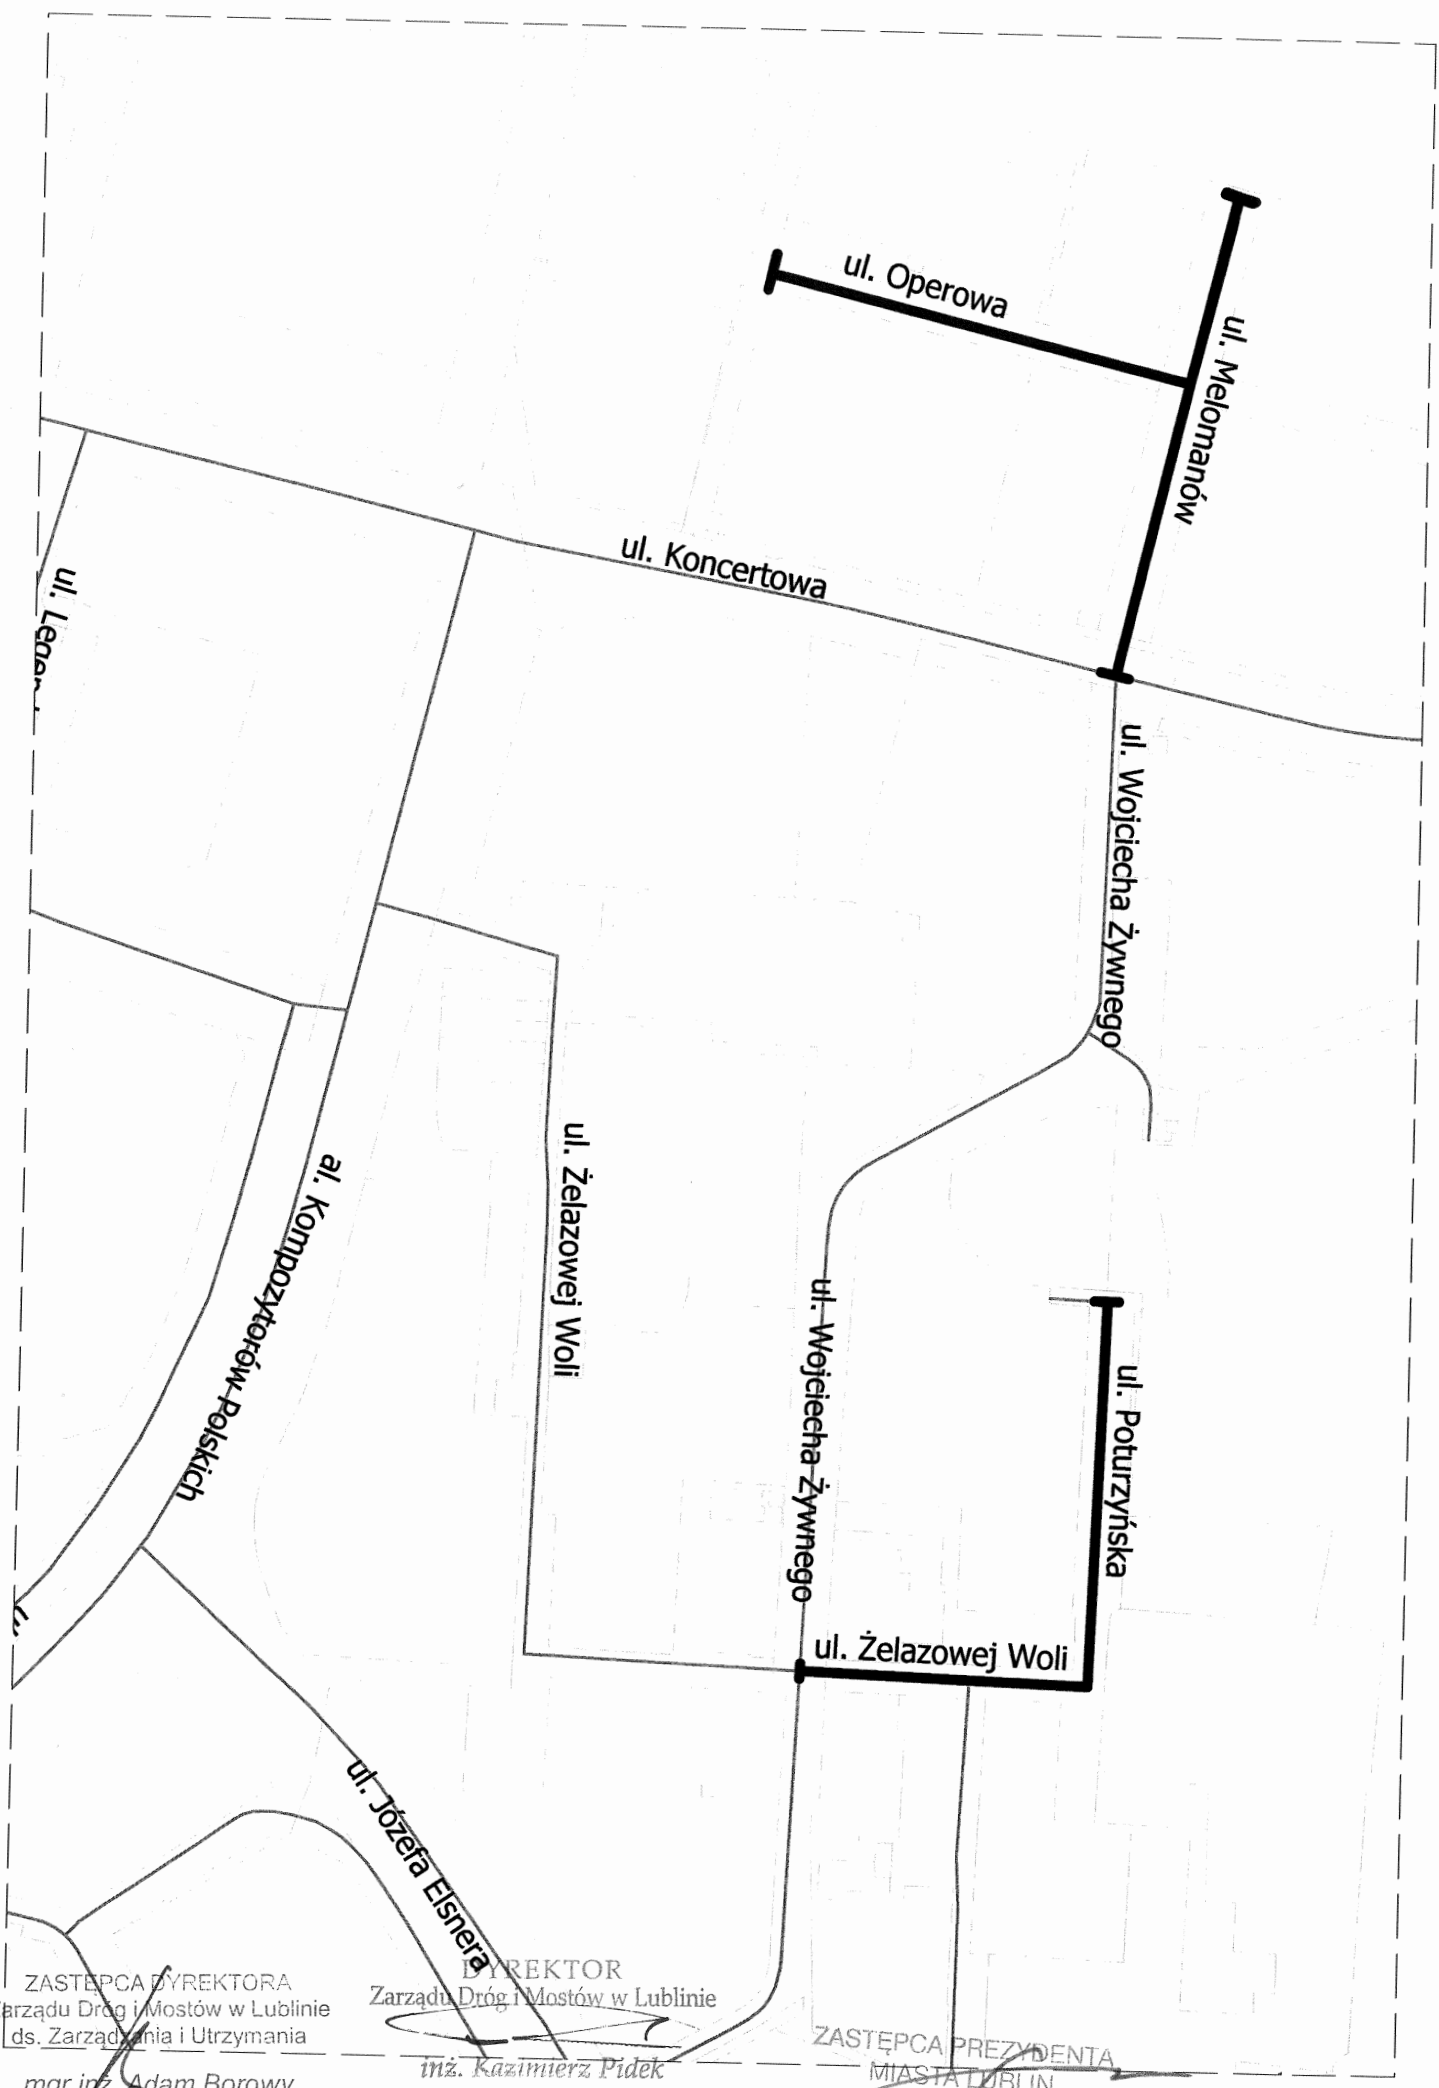 ul. Operowa
ul. Melomanów
ul. Koncertowa
ul.
ul. Wojciecha Żywnego
ul. Żelazowej Woli
al. Kompozytorów Polskich
ul. Wojciecha Żywnego
ul. Poturzyńska
ul. Żelazowej Woli
ul. Józefa Elsnera
ZASTĘPCA DYREKTORA
arządu Dróg i Mostów w Lublinie
ds. Zarządzania i Utrzymania
mgr inż. Adam Borowy
DYREKTOR
Zarządu Dróg i Mostów w Lublinie
inż. Kazimierz Pidek
ZASTĘPCA PREZYDENTA
MIASTA LUBLIN